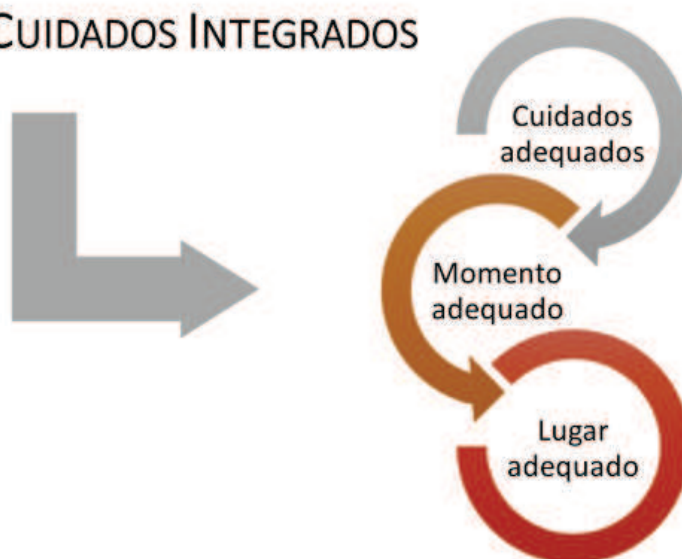 CUIDADOS INTEGRADOS
Cuidados
adequados
Momento
adequado
Lugar
adequado